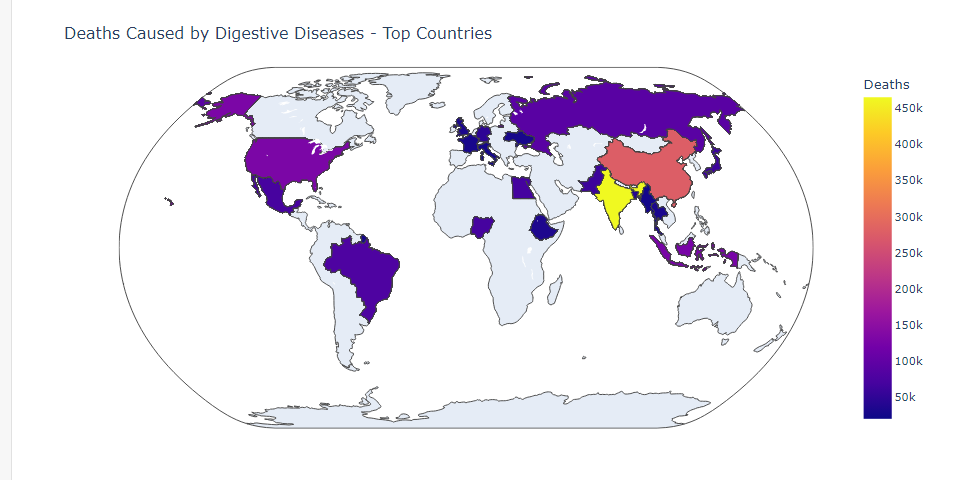 Deaths Caused by Digestive Diseases - Top Countries
Deaths
450k
400k
350k
300k
250k
200k
150k
100k
50k